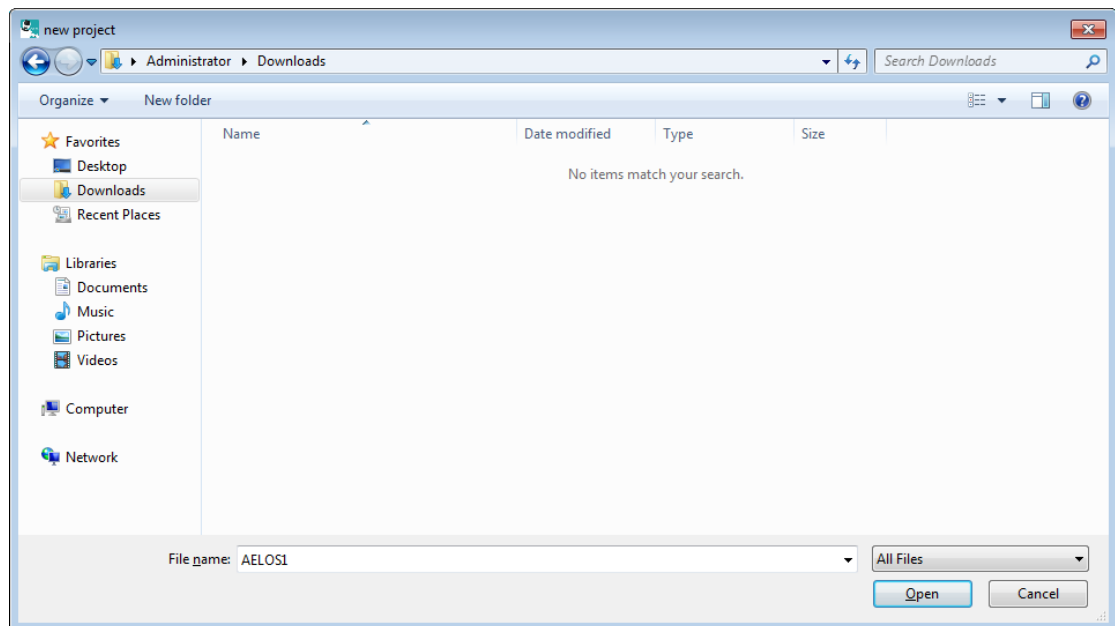 new project
Administrator Downloads
Search Downloads
Organize New folder
Name Date modified Type Size
No items match your search.
Favorites
Desktop
Downloads
Recent Places
Libraries
Documents
Music
Pictures
Videos
Computer
Network
File name: AELOS1
All Files
Open Cancel